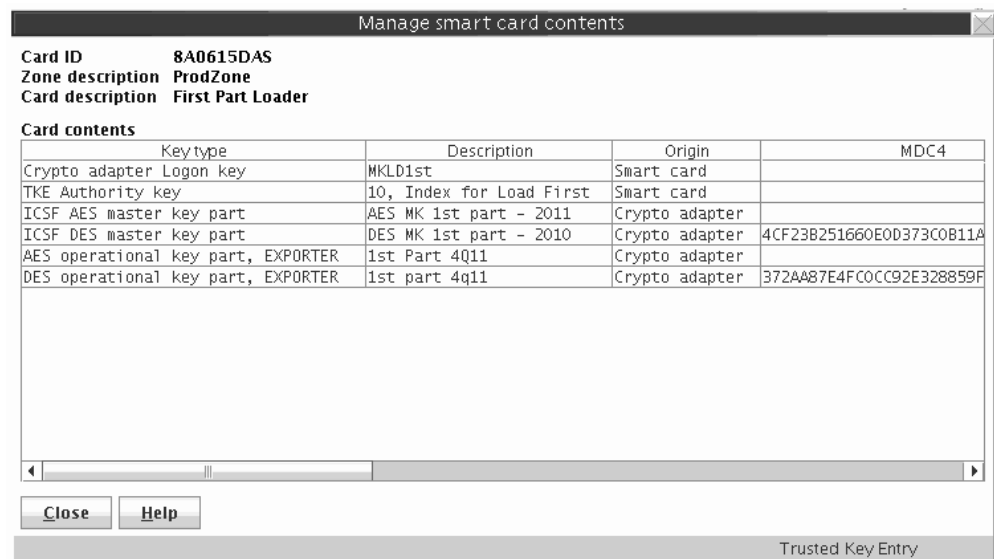 Manage smart card contents
Card ID 8A0615DAS
Zone description ProdZone
Card description First Part Loader
Card contents
Key type Description Origin MDC4
Crypto adapter Logon key MKLD1st Smart card
TKE Authority key 10, Index for Load First Smart card
ICSF AES master key part AES MK 1st part - 2011 Crypto adapter
ICSF DES master key part DES MK 1st part - 2010 Crypto adapter 4CF23B251660E0D373C0B11A
AES operational key part, EXPORTER 1st Part 4Q11 Crypto adapter
DES operational key part, EXPORTER 1st part 4q11 Crypto adapter 372AA87E4FC0CC92E328859F
Close Help
Trusted Key Entry